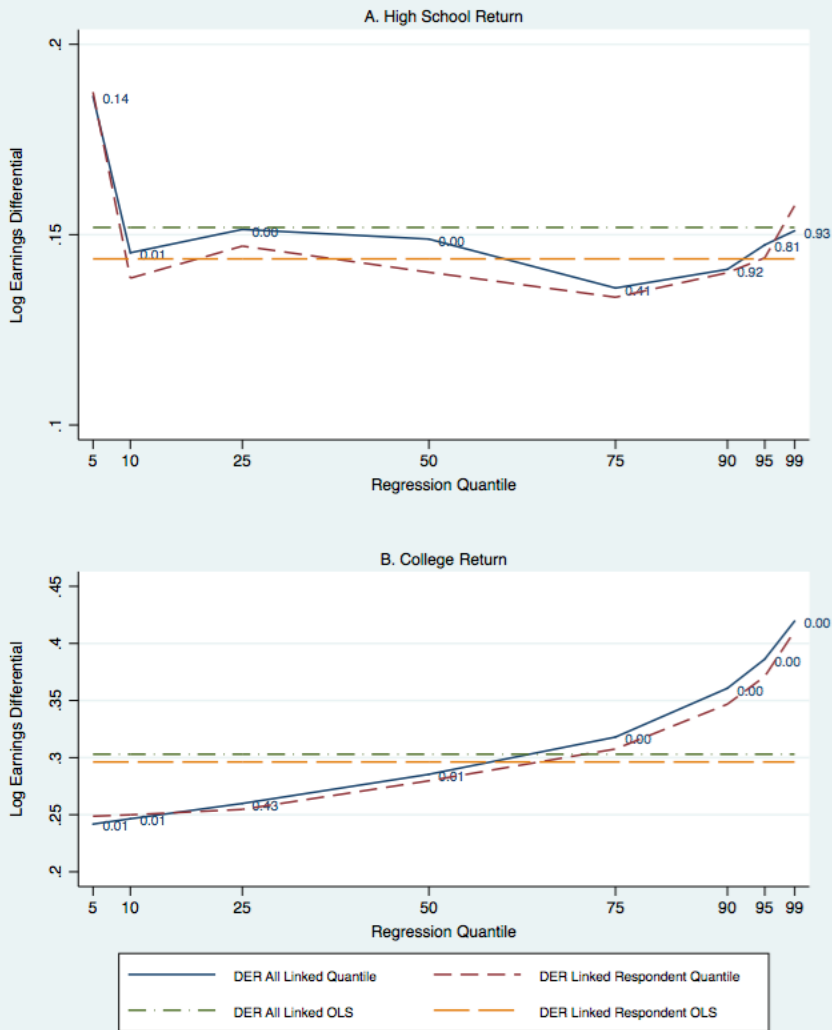 A. High School Return
Log Earnings Differential
.2
.15
.1
0.14
0.01
0.00
0.00
0.41
0.92
0.81
0.93
5 10 25 50 75 90 95 99
Regression Quantile
B. College Return
Log Earnings Differential
.45
.4
.35
.3
.25
.2
0.01
0.01
0.43
0.01
0.00
0.00
0.00
0.00
5 10 25 50 75 90 95 99
Regression Quantile
DER All Linked Quantile
DER Linked Respondent Quantile
DER All Linked OLS
DER Linked Respondent OLS